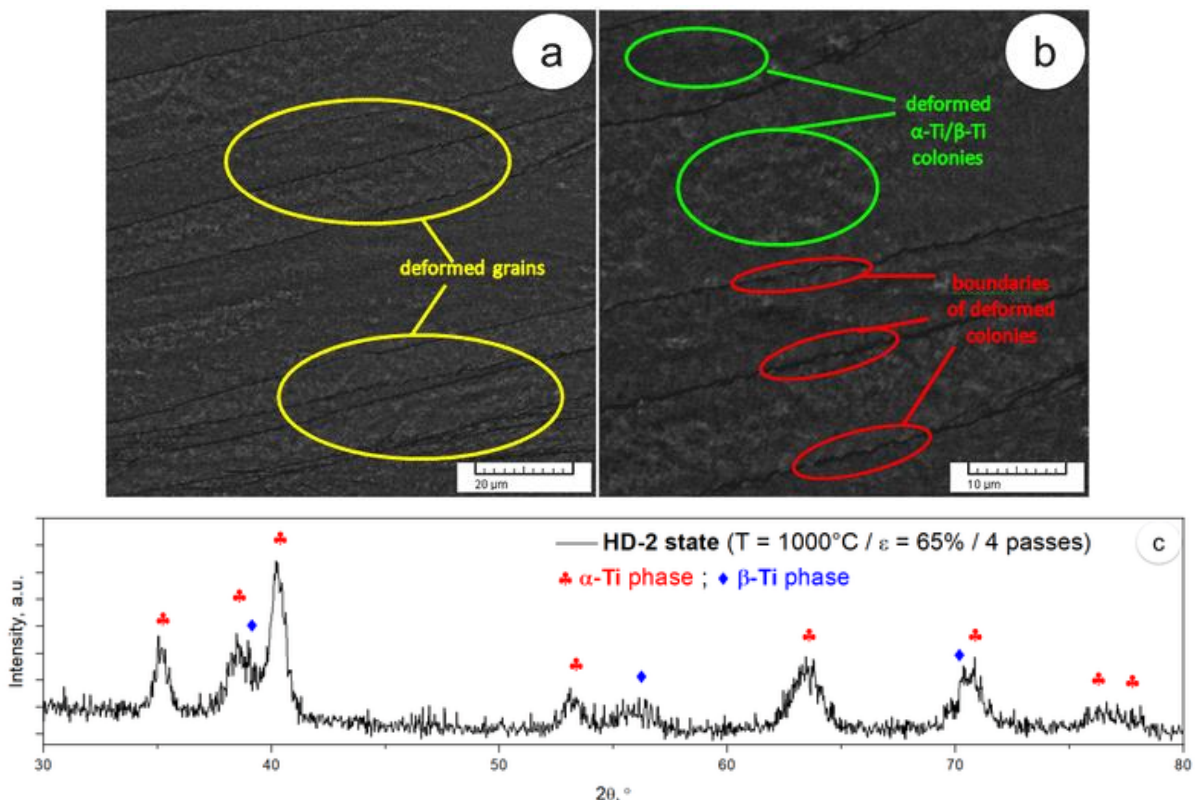 a
b
deformed
α-Ti/β-Ti
colonies
deformed grains
boundaries
of deformed
colonies
20 µm
10 µm
c
HD-2 state (T = 1000°C / ε = 65% / 4 passes)
♣ α-Ti phase ; ♦ β-Ti phase
Intensity, a.u.
30 40 50 60 70 80
2θ, °